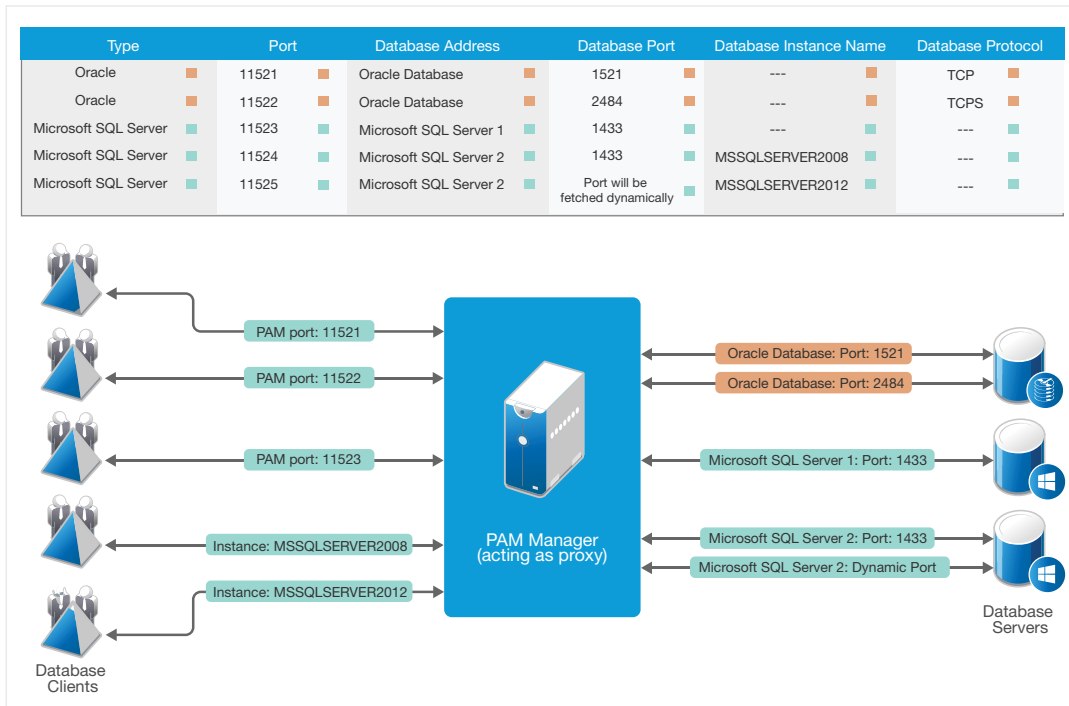 Type Port Database Address Database Port Database Instance Name Database Protocol
Oracle 11521 Oracle Database 1521 --- TCP
Oracle 11522 Oracle Database 2484 --- TCPS
Microsoft SQL Server 11523 Microsoft SQL Server 1 1433 --- ---
Microsoft SQL Server 11524 Microsoft SQL Server 2 1433 MSSQLSERVER2008 ---
Microsoft SQL Server 11525 Microsoft SQL Server 2 Port will be fetched dynamically MSSQLSERVER2012 ---
PAM port: 11521
PAM port: 11522
PAM port: 11523
Instance: MSSQLSERVER2008
Instance: MSSQLSERVER2012
Database
Clients
PAM Manager
(acting as proxy)
Oracle Database: Port: 1521
Oracle Database: Port: 2484
Microsoft SQL Server 1: Port: 1433
Microsoft SQL Server 2: Port: 1433
Microsoft SQL Server 2: Dynamic Port
Database
Servers